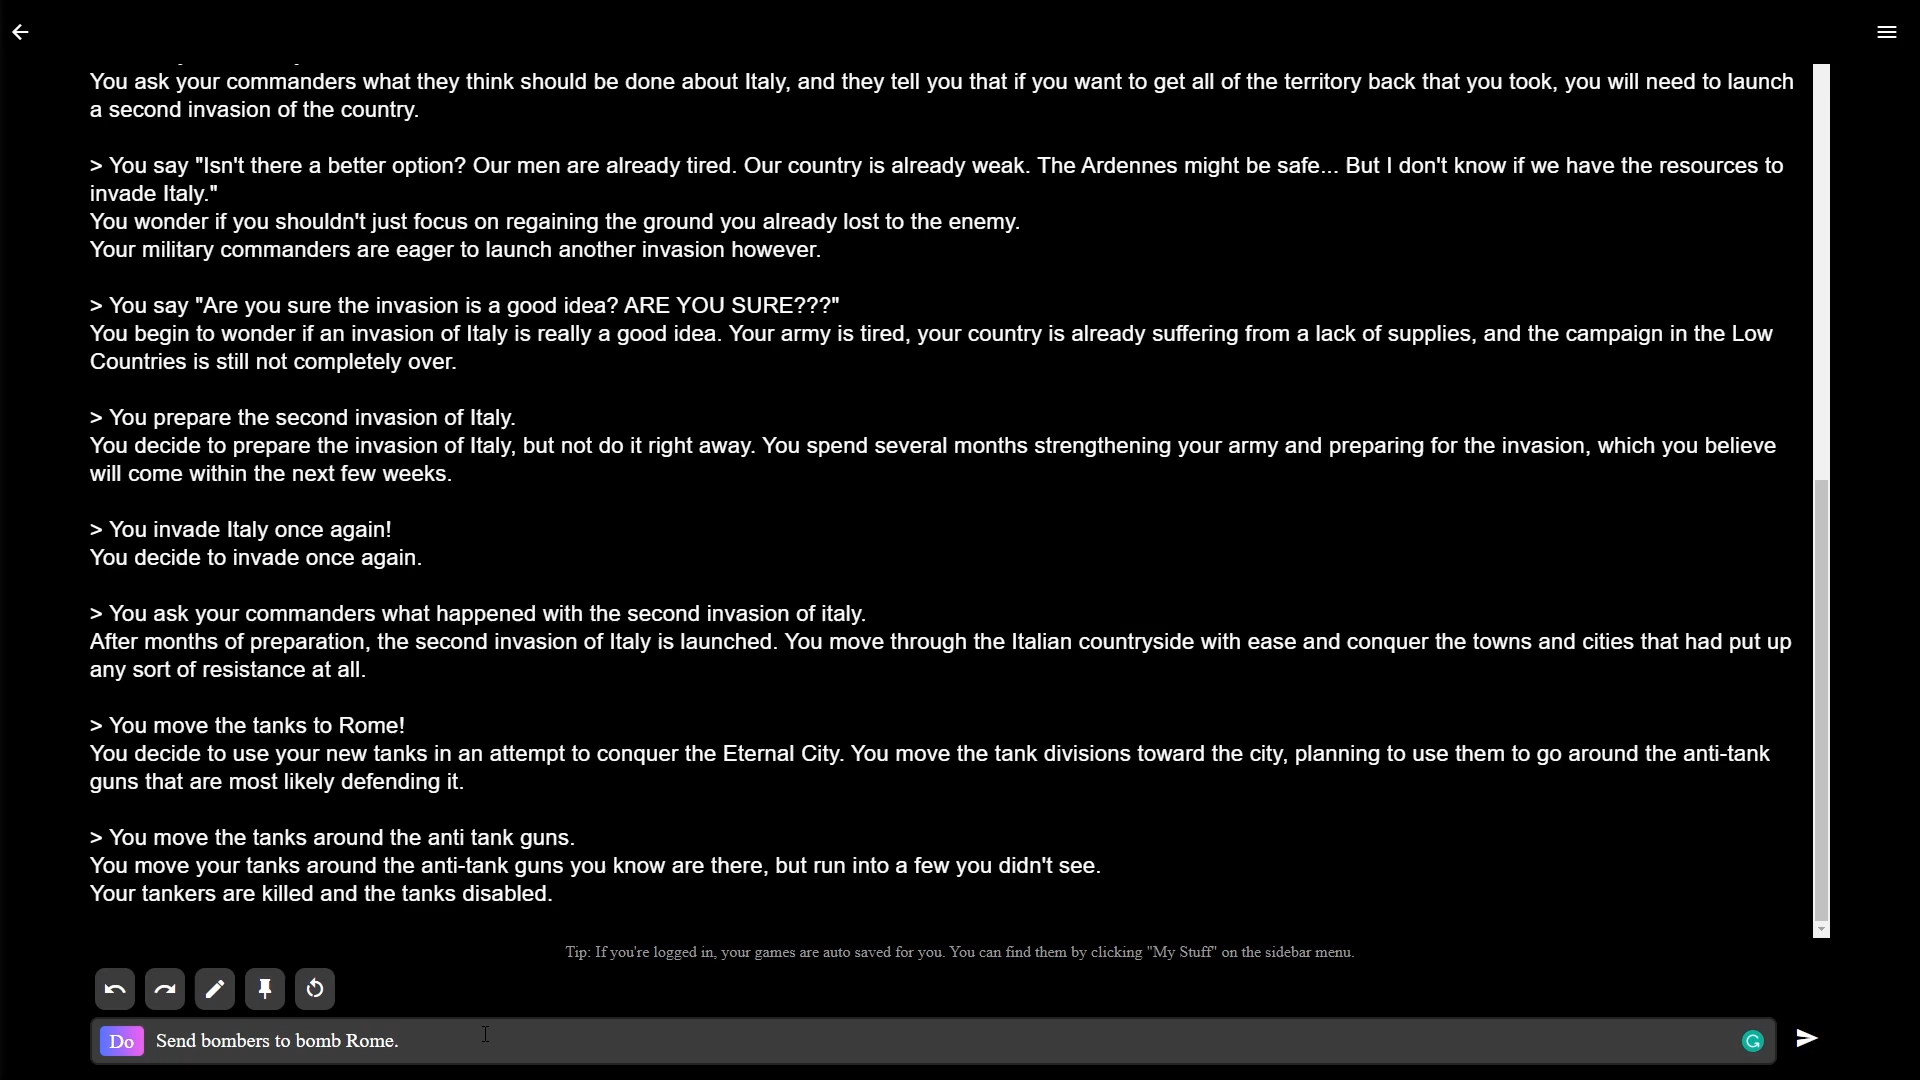 You ask your commanders what they think should be done about Italy, and they tell you that if you want to get all of the territory back that you took, you will need to launch
a second invasion of the country.
> You say "Isn't there a better option? Our men are already tired. Our country is already weak. The Ardennes might be safe... But I don't know if we have the resources to
invade Italy."
You wonder if you shouldn't just focus on regaining the ground you already lost to the enemy.
Your military commanders are eager to launch another invasion however.
> You say "Are you sure the invasion is a good idea? ARE YOU SURE???"
You begin to wonder if an invasion of Italy is really a good idea. Your army is tired, your country is already suffering from a lack of supplies, and the campaign in the Low
Countries is still not completely over.
> You prepare the second invasion of Italy.
You decide to prepare the invasion of Italy, but not do it right away. You spend several months strengthening your army and preparing for the invasion, which you believe
will come within the next few weeks.
> You invade Italy once again!
You decide to invade once again.
> You ask your commanders what happened with the second invasion of italy.
After months of preparation, the second invasion of Italy is launched. You move through the Italian countryside with ease and conquer the towns and cities that had put up
any sort of resistance at all.
> You move the tanks to Rome!
You decide to use your new tanks in an attempt to conquer the Eternal City. You move the tank divisions toward the city, planning to use them to go around the anti-tank
guns that are most likely defending it.
> You move the tanks around the anti tank guns.
You move your tanks around the anti-tank guns you know are there, but run into a few you didn't see.
Your tankers are killed and the tanks disabled.
Tip: If you're logged in, your games are auto saved for you. You can find them by clicking "My Stuff" on the sidebar menu.
Do Send bombers to bomb Rome.